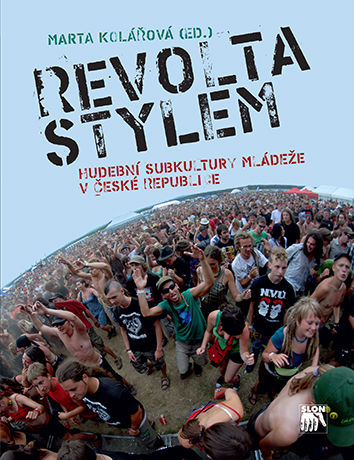 MARTA KOLÁŘOVÁ (ED.)
REVOLTA
STYLEM
HUDEBNÍ SUBKULTURY MLÁDEŽE
V ČESKÉ REPUBLICE
SLON